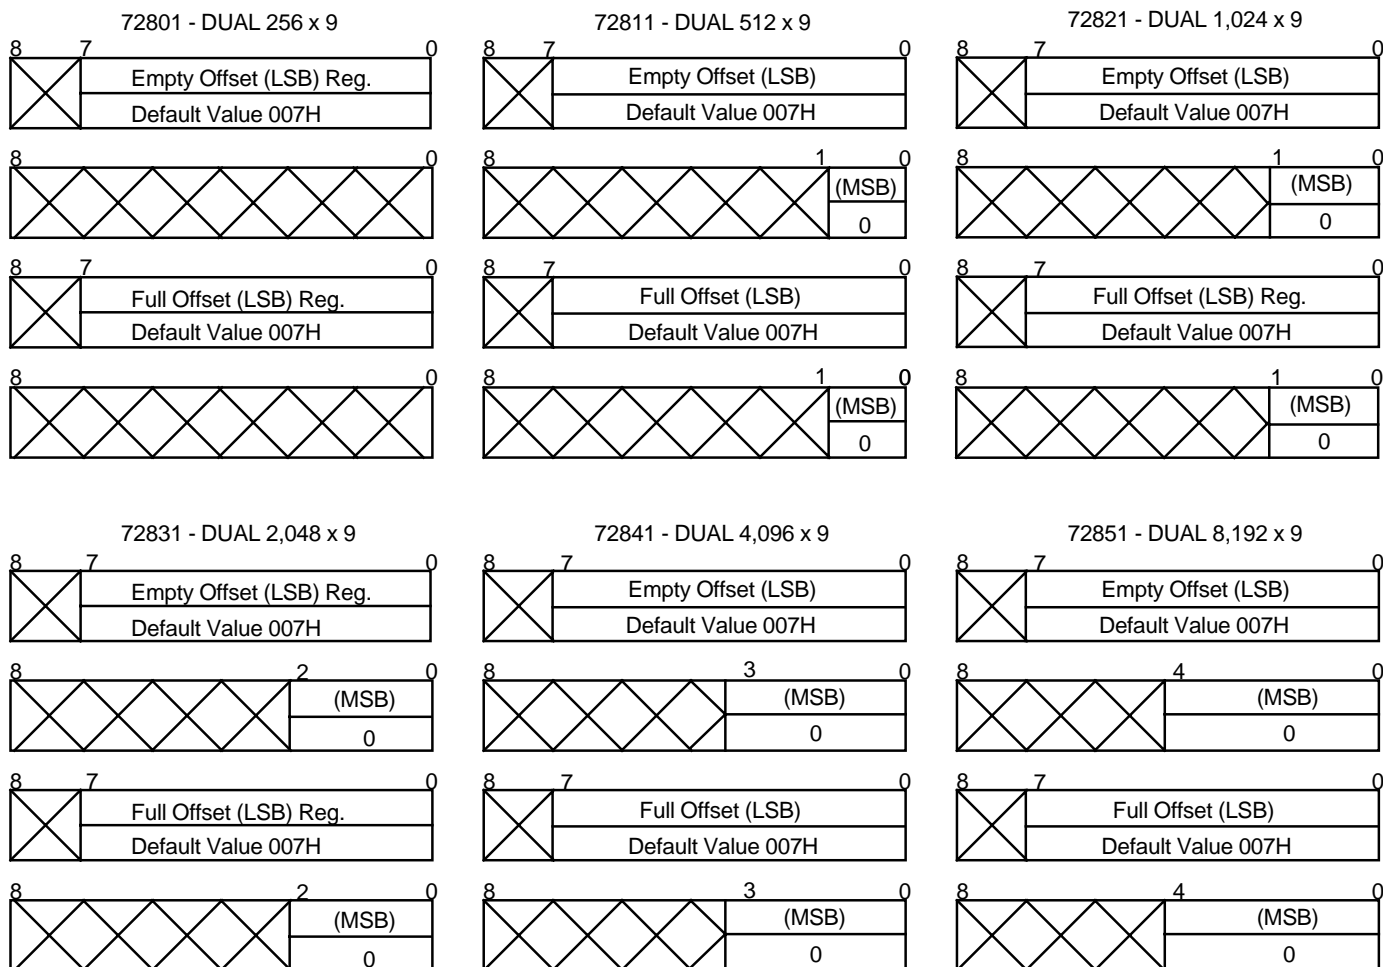 72801 - DUAL 256 x 9
8 7 0
Empty Offset (LSB) Reg.
Default Value 007H
8 0
8 7 0
Full Offset (LSB) Reg.
Default Value 007H
8 0
72811 - DUAL 512 x 9
8 7 0
Empty Offset (LSB)
Default Value 007H
8 1 0
(MSB)
0
8 7 0
Full Offset (LSB)
Default Value 007H
8 1 0
(MSB)
0
72821 - DUAL 1,024 x 9
8 7 0
Empty Offset (LSB)
Default Value 007H
8 1 0
(MSB)
0
8 7 0
Full Offset (LSB) Reg.
Default Value 007H
8 1 0
(MSB)
0
72831 - DUAL 2,048 x 9
8 7 0
Empty Offset (LSB) Reg.
Default Value 007H
8 2 0
(MSB)
0
8 7 0
Full Offset (LSB) Reg.
Default Value 007H
8 2 0
(MSB)
0
72841 - DUAL 4,096 x 9
8 7 0
Empty Offset (LSB)
Default Value 007H
8 3 0
(MSB)
0
8 7 0
Full Offset (LSB)
Default Value 007H
8 3 0
(MSB)
0
72851 - DUAL 8,192 x 9
8 7 0
Empty Offset (LSB)
Default Value 007H
8 4 0
(MSB)
0
8 7 0
Full Offset (LSB)
Default Value 007H
8 4 0
(MSB)
0